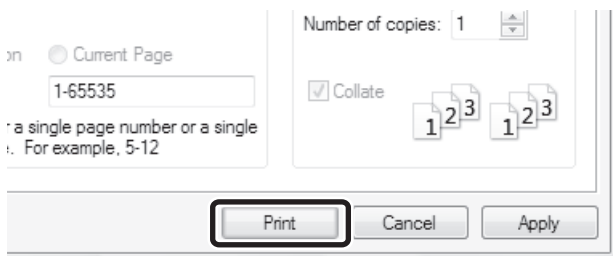 Number of copies: 1
on Current Page
1-65535
Collate
1 2 3 1 2 3
r a single page number or a single
e. For example, 5-12
Print Cancel Apply